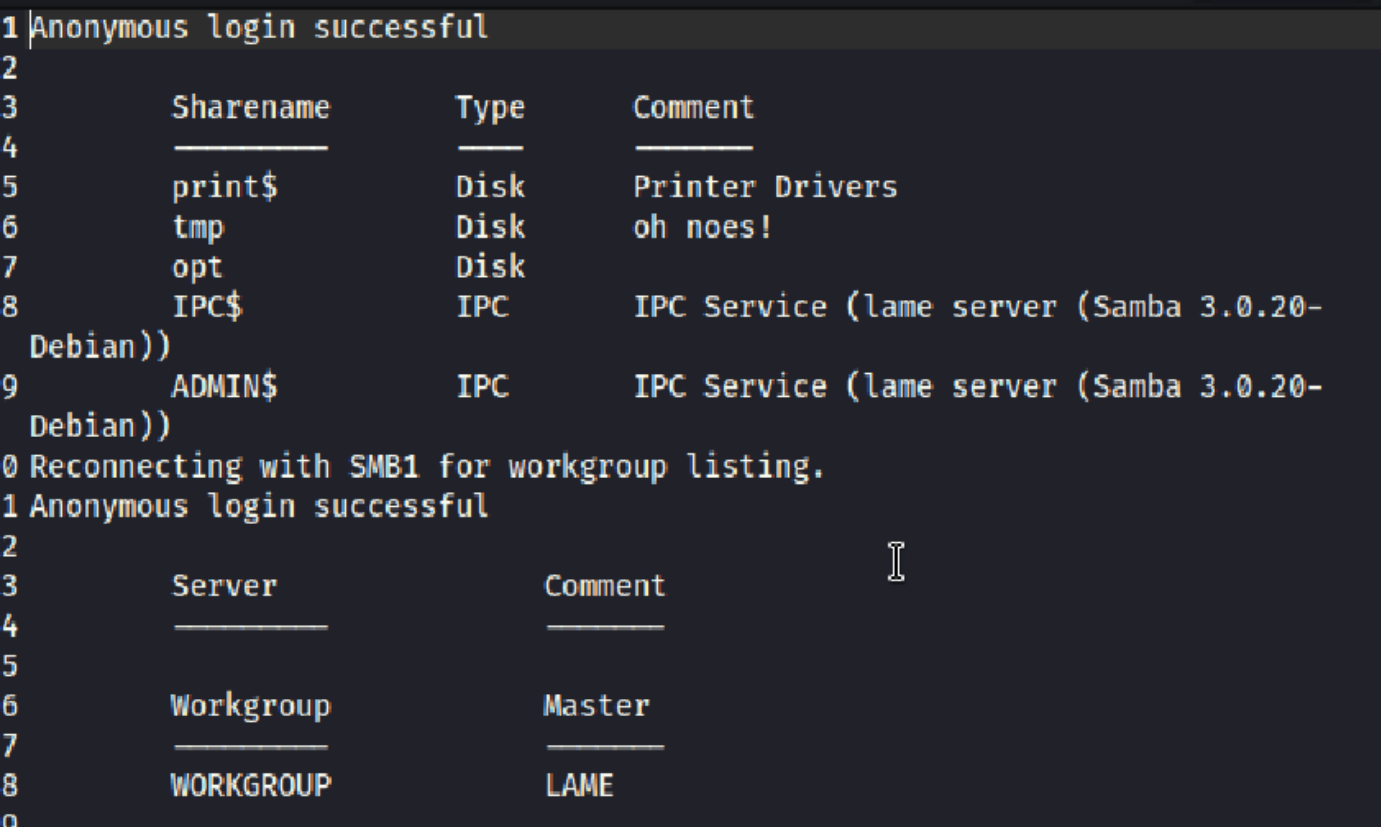 1 Anonymous login successful
2
3 Sharename Type Comment
4 --------- ---- -------
5 print$ Disk Printer Drivers
6 tmp Disk oh noes!
7 opt Disk
8 IPC$ IPC IPC Service (lame server (Samba 3.0.20-
Debian))
9 ADMIN$ IPC IPC Service (lame server (Samba 3.0.20-
Debian))
0 Reconnecting with SMB1 for workgroup listing.
1 Anonymous login successful
2
3 Server Comment
4 --------- -------
5
6 Workgroup Master
7 --------- -------
8 WORKGROUP LAME
9